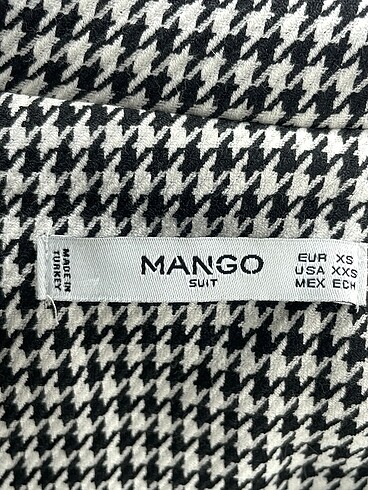 MADE IN
TURKEY
MANGO
SUIT
EUR XS
USA XXS
MEX ECH